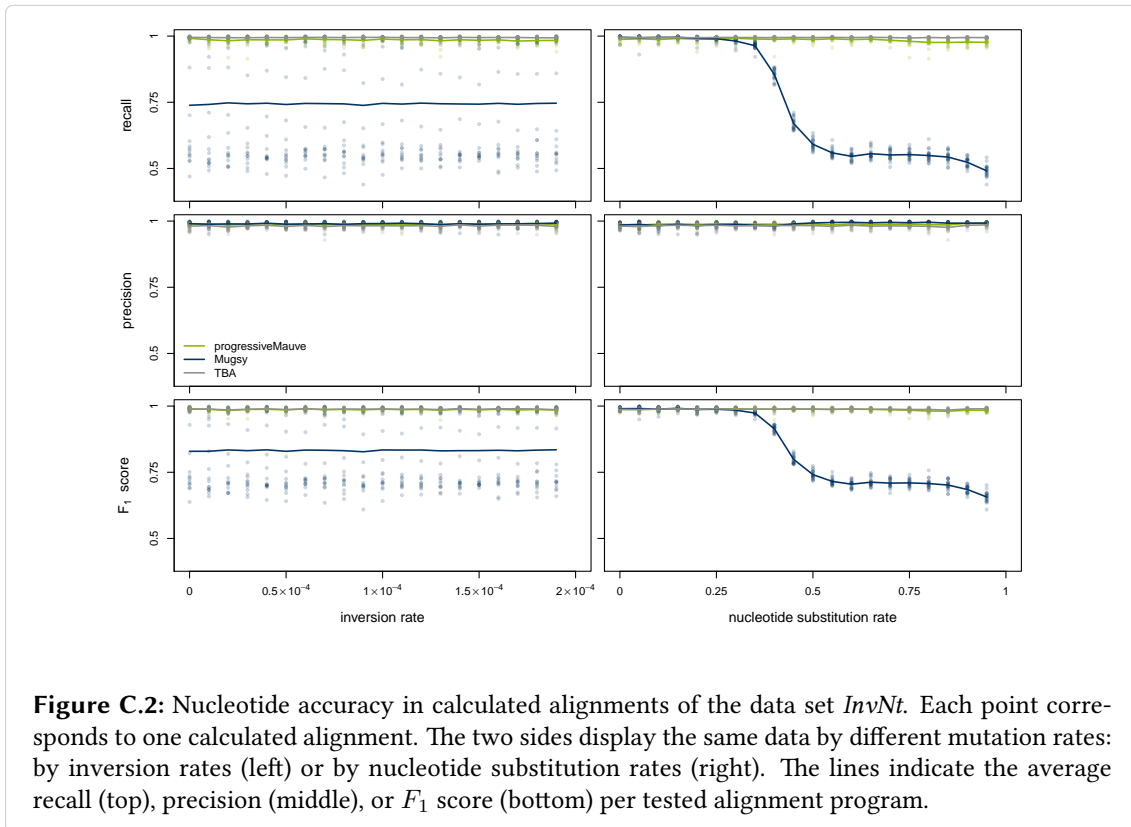 1
0.75
0.5
recall
1
0.75
0.5
precision
progressiveMauve
Mugsy
TBA
1
0.75
0.5
F₁ score
0
0.5×10⁻⁴
1×10⁻⁴
1.5×10⁻⁴
2×10⁻⁴
inversion rate
0
0.25
0.5
0.75
1
nucleotide substitution rate
Figure C.2: Nucleotide accuracy in calculated alignments of the data set InvNt. Each point corre-
sponds to one calculated alignment. The two sides display the same data by different mutation rates:
by inversion rates (left) or by nucleotide substitution rates (right). The lines indicate the average
recall (top), precision (middle), or F₁ score (bottom) per tested alignment program.